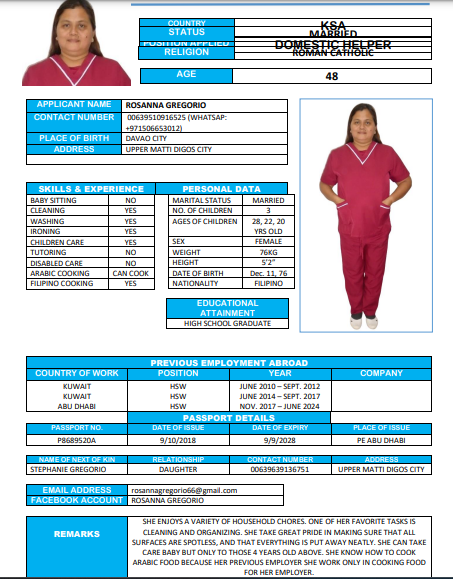 COUNTRY KSA
STATUS MARRIED
POSITION APPLIED DOMESTIC HELPER
RELIGION ROMAN CATHOLIC
AGE 48
APPLICANT NAME ROSANNA GREGORIO
CONTACT NUMBER 00639510916525 (WHATSAP:
+971506653012)
PLACE OF BIRTH DAVAO CITY
ADDRESS UPPER MATTI DIGOS CITY
SKILLS & EXPERIENCE
BABY SITTING NO
CLEANING YES
WASHING YES
IRONING YES
CHILDREN CARE YES
TUTORING NO
DISABLED CARE NO
ARABIC COOKING CAN COOK
FILIPINO COOKING YES
PERSONAL DATA
MARITAL STATUS MARRIED
NO. OF CHILDREN 3
AGES OF CHILDREN 28, 22, 20
YRS OLD
SEX FEMALE
WEIGHT 76KG
HEIGHT 5'2"
DATE OF BIRTH Dec. 11, 76
NATIONALITY FILIPINO
EDUCATIONAL
ATTAINMENT
HIGH SCHOOL GRADUATE
PREVIOUS EMPLOYMENT ABROAD
COUNTRY OF WORK POSITION YEAR COMPANY
KUWAIT HSW JUNE 2010 – SEPT. 2012
KUWAIT HSW JUNE 2014 – SEPT. 2017
ABU DHABI HSW NOV. 2017 – JUNE 2024
PASSPORT DETAILS
PASSPORT NO. DATE OF ISSUE DATE OF EXPIRY PLACE OF ISSUE
P8689520A 9/10/2018 9/9/2028 PE ABU DHABI
NAME OF NEXT OF KIN RELATIONSHIP CONTACT NUMBER ADDRESS
STEPHANIE GREGORIO DAUGHTER 00639639136751 UPPER MATTI DIGOS CITY
EMAIL ADDRESS rosannagregorio66@gmail.com
FACEBOOK ACCOUNT ROSANNA GREGORIO
REMARKS
SHE ENJOYS A VARIETY OF HOUSEHOLD CHORES. ONE OF HER FAVORITE TASKS IS
CLEANING AND ORGANIZING. SHE TAKE GREAT PRIDE IN MAKING SURE THAT ALL
SURFACES ARE SPOTLESS, AND THAT EVERYTHING IS PUT AWAY NEATLY. SHE CAN TAKE
CARE BABY BUT ONLY TO THOSE 4 YEARS OLD ABOVE. SHE KNOW HOW TO COOK
ARABIC FOOD BECAUSE HER PREVIOUS EMPLOYER SHE WORK ONLY IN COOKING
FOOD FOR HER EMPLOYER.